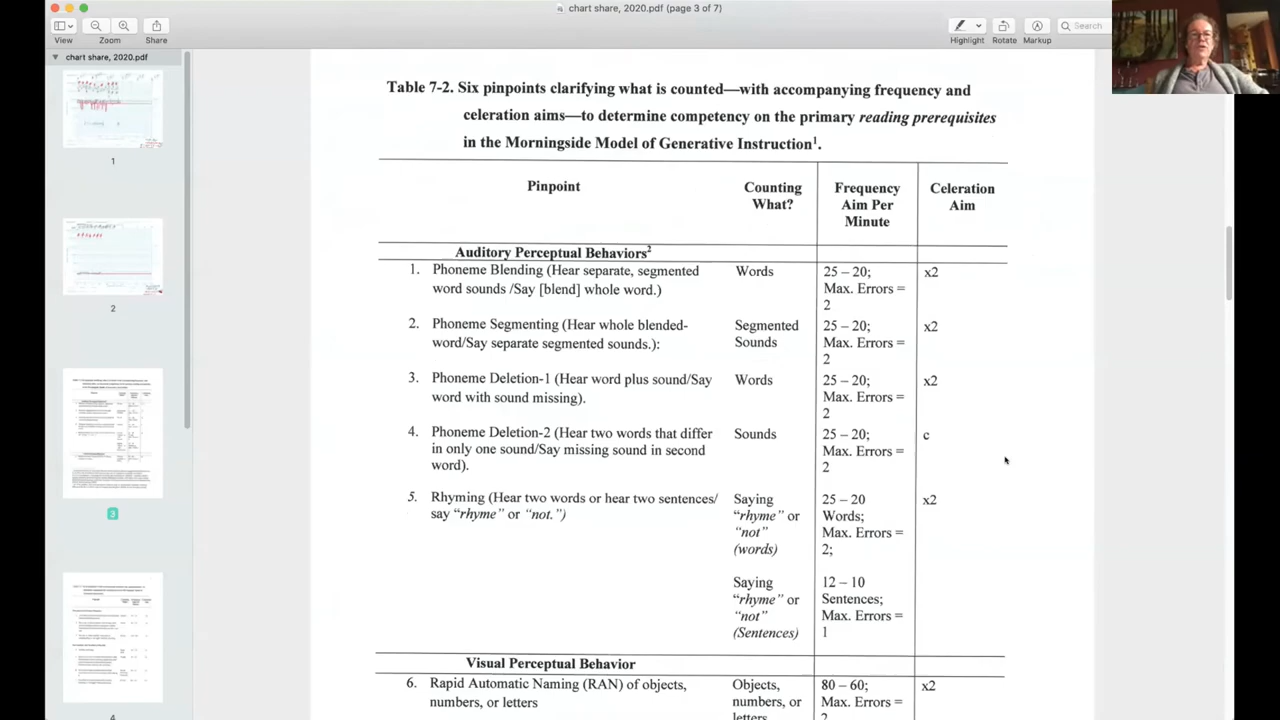 chart share, 2020.pdf (page 3 of 7)
View
Zoom
Share
Highlight
Rotate
Markup
Search
chart share, 2020.pdf
1
2
3
4
Table 7-2. Six pinpoints clarifying what is counted—with accompanying frequency and
celeration aims—to determine competency on the primary reading prerequisites
in the Morningside Model of Generative Instruction¹.
Pinpoint
Counting
What?
Frequency
Aim Per
Minute
Celeration
Aim
Auditory Perceptual Behaviors²
1. Phoneme Blending (Hear separate, segmented
word sounds /Say [blend] whole word.)
Words
25 – 20;
Max. Errors =
2
x2
2. Phoneme Segmenting (Hear whole blended-
word/Say separate segmented sounds.):
Segmented
Sounds
25 – 20;
Max. Errors =
2
x2
3. Phoneme Deletion-1 (Hear word plus sound/Say
word with sound missing).
Words
25 – 20;
Max. Errors =
2
x2
4. Phoneme Deletion-2 (Hear two words that differ
in only one sound/Say missing sound in second
word).
Sounds
25 – 20;
Max. Errors =
2
c
5. Rhyming (Hear two words or hear two sentences/
say “rhyme” or “not.”)
Saying
“rhyme” or
“not”
(words)
25 – 20
Words;
Max. Errors =
2;
x2
Saying
“rhyme” or
“not”
(Sentences)
12 – 10
Sentences;
Max. Errors =
1
Visual Perceptual Behavior
6. Rapid Automatic Naming (RAN) of objects,
numbers, or letters
Objects,
numbers, or
letters
80 – 60;
Max. Errors =
2
x2